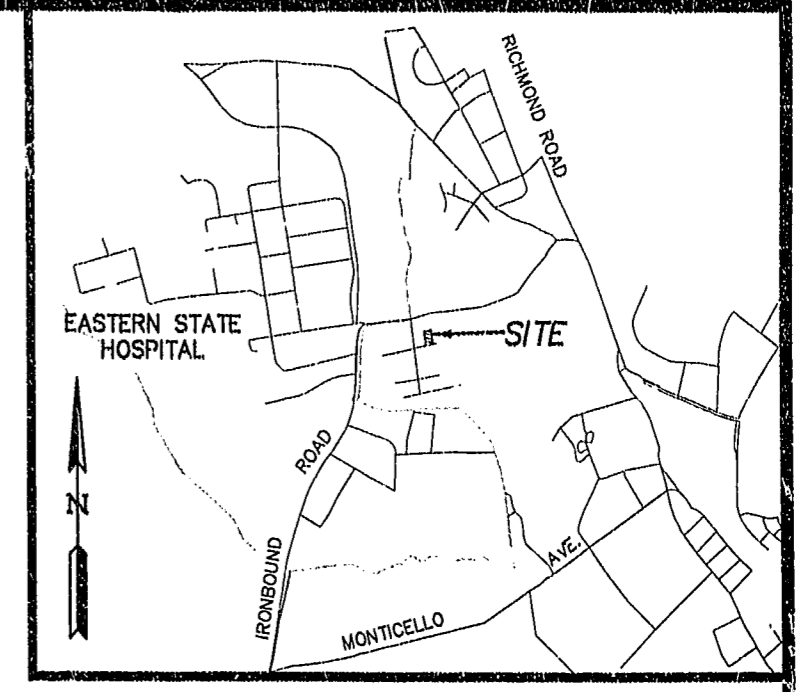 RICHMOND ROAD
EASTERN STATE
HOSPITAL
SITE
N
IRONBOUND ROAD
MONTICELLO AVE.